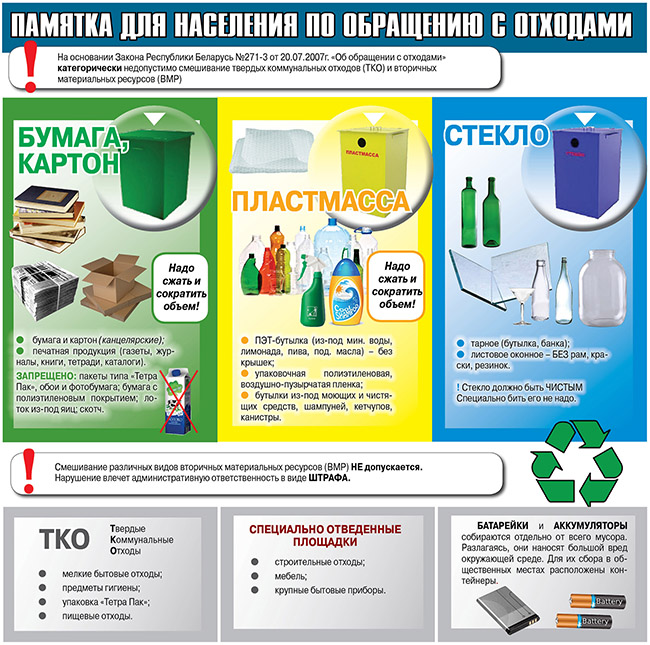 ПАМЯТКА ДЛЯ НАСЕЛЕНИЯ ПО ОБРАЩЕНИЮ С ОТХОДАМИ
На основании Закона Республики Беларусь №271-3 от 20.07.2007г. «Об обращении с отходами»
категорически недопустимо смешивание твердых коммунальных отходов (ТКО) и вторичных
материальных ресурсов (ВМР)
БУМАГА,
КАРТОН
Надо
сжать и
сократить
объем!
бумага и картон (канцелярские);
печатная продукция (газеты, жур-
налы, книги, тетради, каталоги).
ЗАПРЕЩЕНО: пакеты типа «Тетра
Пак», обои и фотобумага; бумага с
полиэтиленовым покрытием; ло-
ток из-под яиц; скотч.
ПЛАСТМАССА
ПЛАСТМАССА
Надо
сжать и
сократить
объем!
ПЭТ-бутылка (из-под мин. воды,
лимонада, пива, под. масла) – без
крышек;
упаковочная полиэтиленовая,
воздушно-пузырчатая пленка;
бутылки из-под моющих и чистя-
щих средств, шампуней, кетчупов,
канистры.
СТЕКЛО
тарное (бутылка, банка);
листовое оконное – БЕЗ рам, кра-
ски, резинок.
! Стекло должно быть ЧИСТЫМ
Специально бить его не надо.
Смешивание различных видов вторичных материальных ресурсов (ВМР) НЕ допускается.
Нарушение влечет административную ответственность в виде ШТРАФА.
ТКО
Твердые
Коммунальные
Отходы
мелкие бытовые отходы;
предметы гигиены;
упаковка «Тетра Пак»;
пищевые отходы.
СПЕЦИАЛЬНО ОТВЕДЕННЫЕ
ПЛОЩАДКИ
строительные отходы;
мебель;
крупные бытовые приборы.
БАТАРЕЙКИ и АККУМУЛЯТОРЫ
собираются отдельно от всего мусора.
Разлагаясь, они наносят большой вред
окружающей среде. Для их сбора в об-
щественных местах расположены кон-
тейнеры.
Battery
Battery